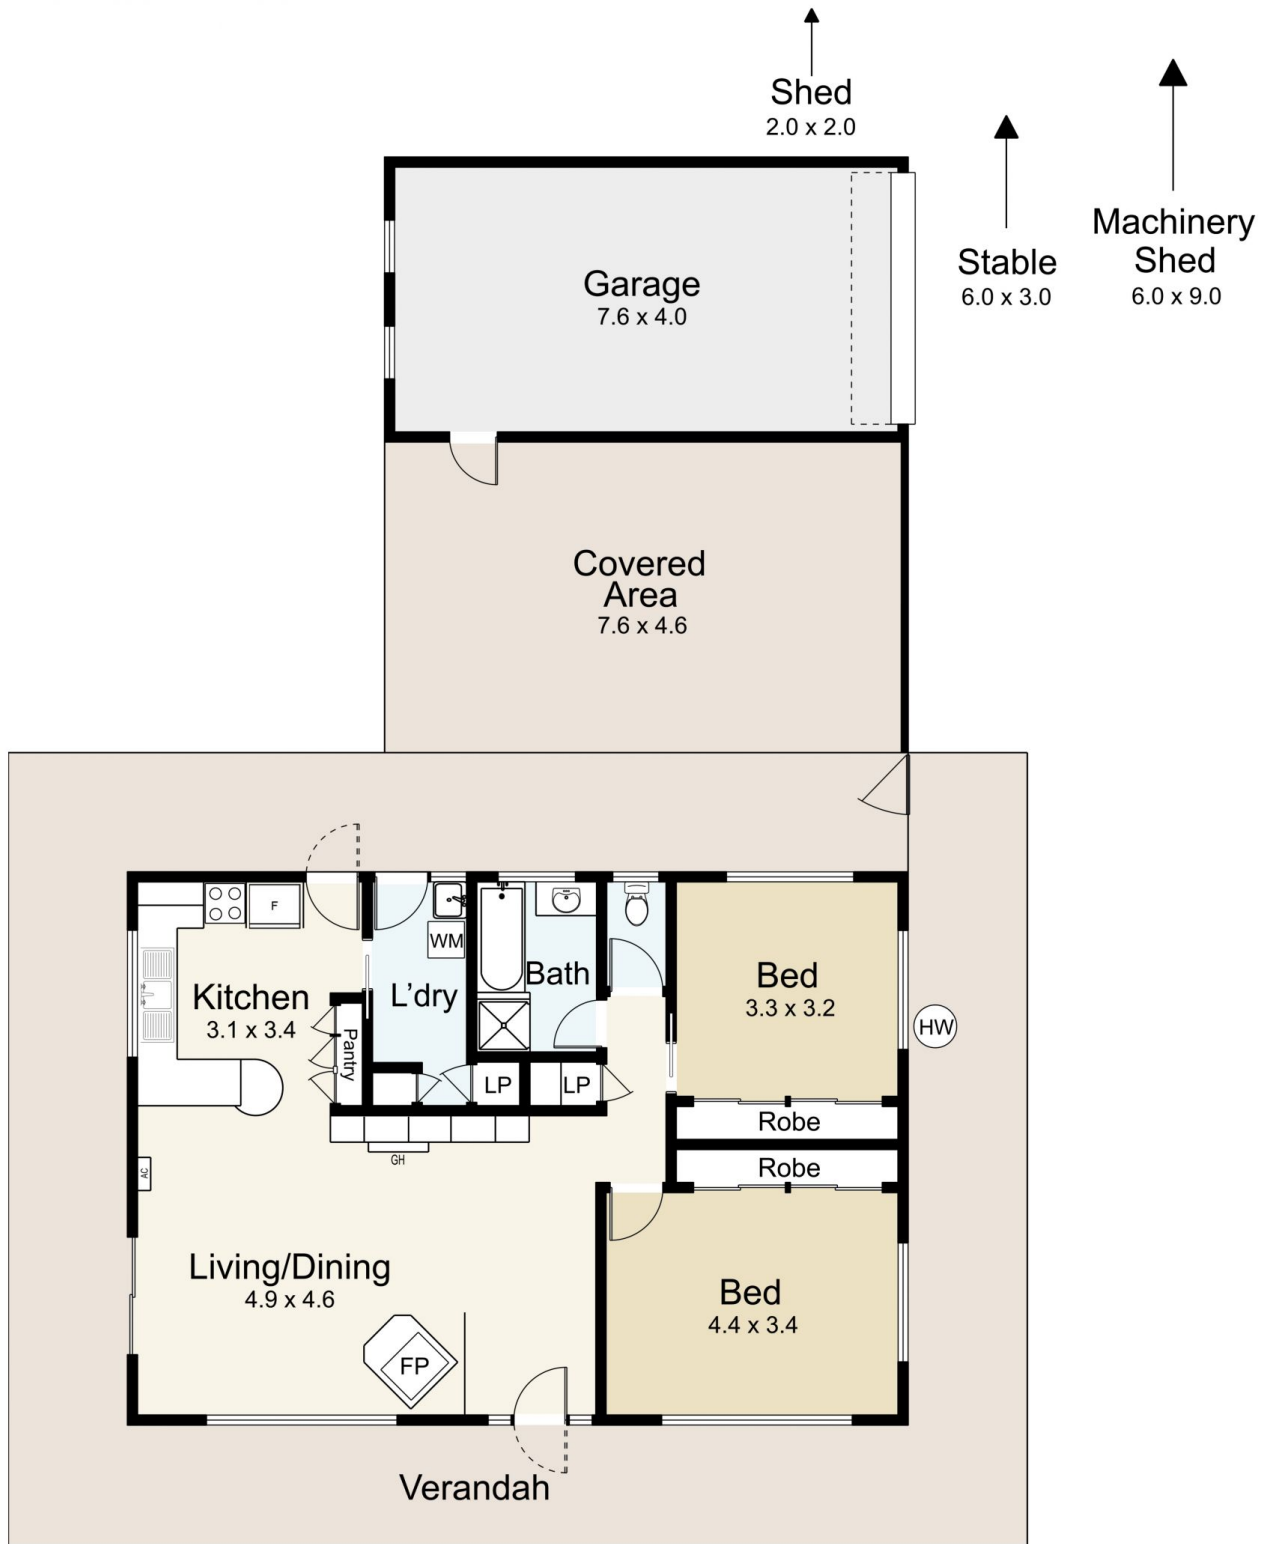 Shed
2.0 x 2.0
Machinery
Shed
6.0 x 9.0
Stable
6.0 x 3.0
Garage
7.6 x 4.0
Covered
Area
7.6 x 4.6
F
WM
Kitchen
3.1 x 3.4
L'dry
Bath
Bed
3.3 x 3.2
HW
Pantry
LP
LP
Robe
Robe
GH
AC
Living/Dining
4.9 x 4.6
Bed
4.4 x 3.4
FP
Verandah